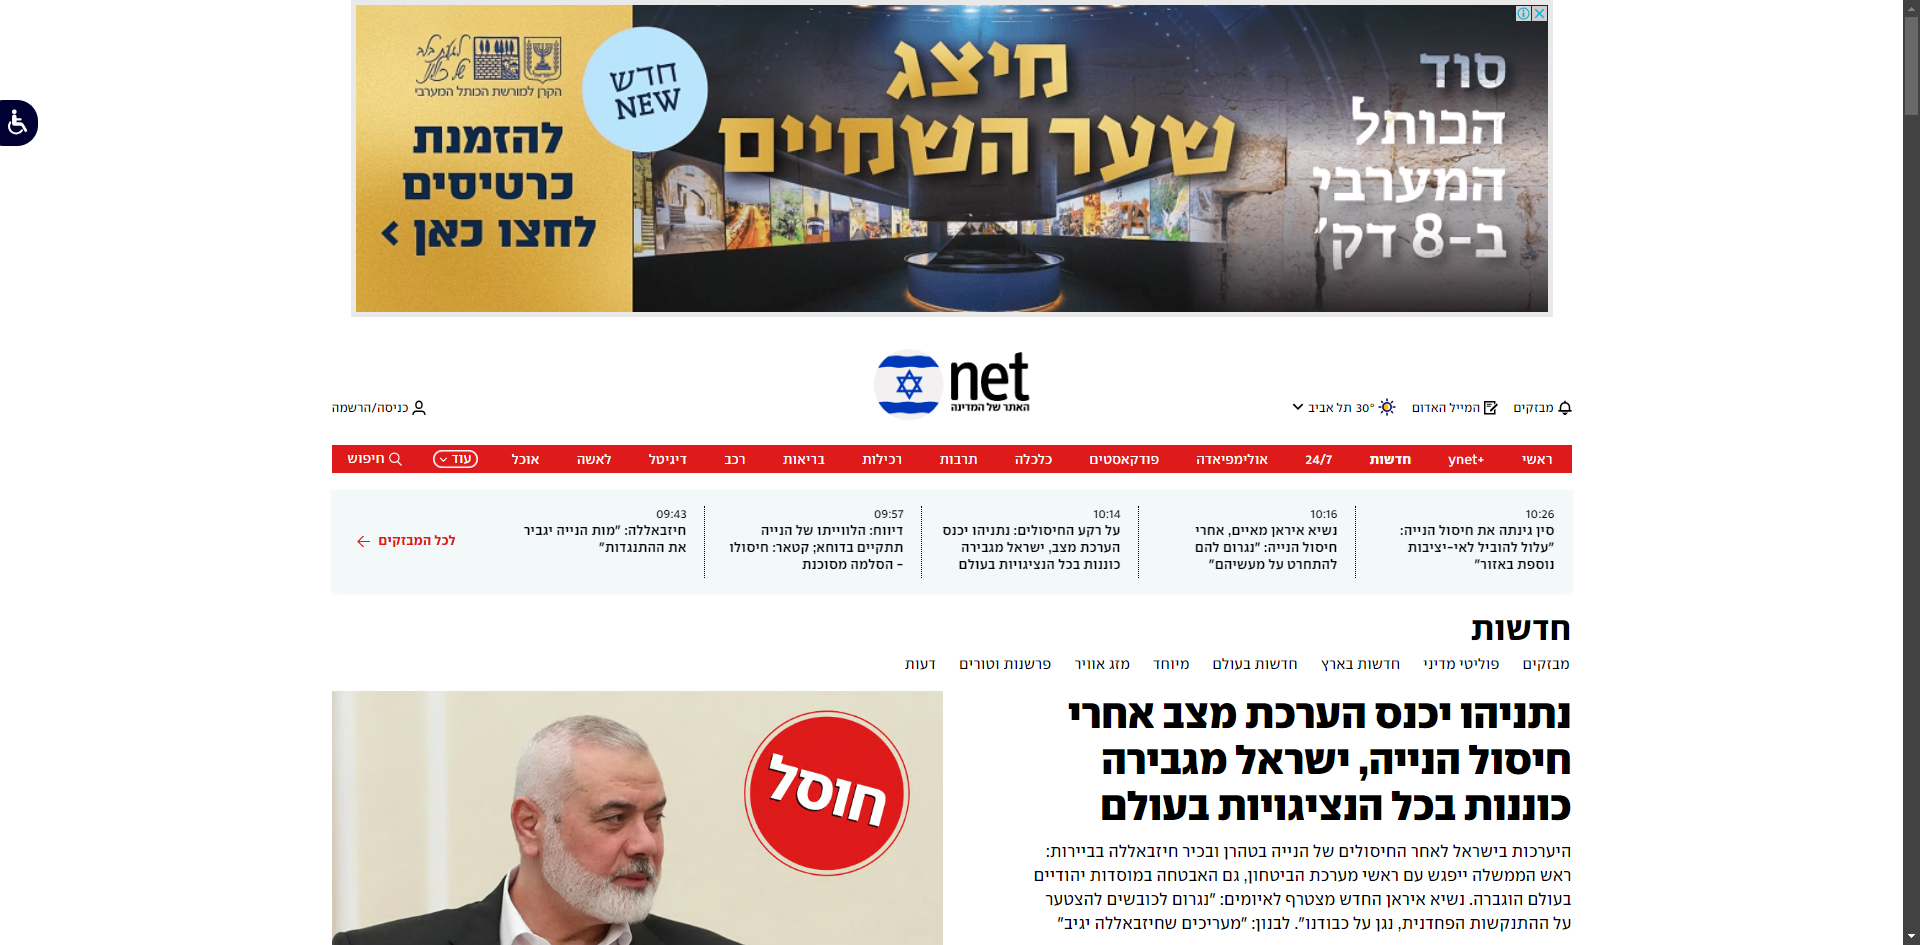 סוד
הכותל
המערבי
ב-8 דק'
מיצג
שער השמיים
חדש
NEW
הקרן למורשת הכותל המערבי
להזמנת
כרטיסים
לחצו כאן >
net
האתר של המדינה
מבזקים
המייל האדום
30° תל אביב
כניסה/הרשמה
ראשי
ynet+
חדשות
24/7
אולימפיאדה
פודקאסטים
כלכלה
תרבות
רכילות
בריאות
רכב
דיגיטל
לאשה
אוכל
עוד
חיפוש
10:26
סין גינתה את חיסול הנייה:
"עלול להוביל לאי-יציבות
נוספת באזור"
10:16
נשיא איראן מאיים, אחרי
חיסול הנייה: "נגרום להם
להתחרט על מעשיהם"
10:14
על רקע החיסולים: נתניהו יכנס
הערכת מצב, ישראל מגבירה
כוננות בכל הנציגויות בעולם
09:57
דיווח: הלווייתו של הנייה
תתקיים בדוחא; קטאר: חיסולו
- הסלמה מסוכנת
09:43
חיזבאללה: "מות הנייה יגביר
את ההתנגדות"
לכל המבזקים
חדשות
מבזקים
פוליטי מדיני
חדשות בארץ
חדשות בעולם
מיוחד
מזג אוויר
פרשנות וטורים
דעות
נתניהו יכנס הערכת מצב אחרי
חיסול הנייה, ישראל מגבירה
כוננות בכל הנציגויות בעולם
היערכות בישראל לאחר החיסולים של הנייה בטהרן ובכיר חיזבאללה בביירות:
ראש הממשלה ייפגש עם ראשי מערכת הביטחון, גם האבטחה במוסדות יהודיים
בעולם הוגברה. נשיא איראן החדש מצטרף לאיומים: "נגרום לכובשים להצטער
על ההתנקשות הפחדנית, נגן על כבודנו". לבנון: "מעריכים שחיזבאללה יגיב"
חוסל